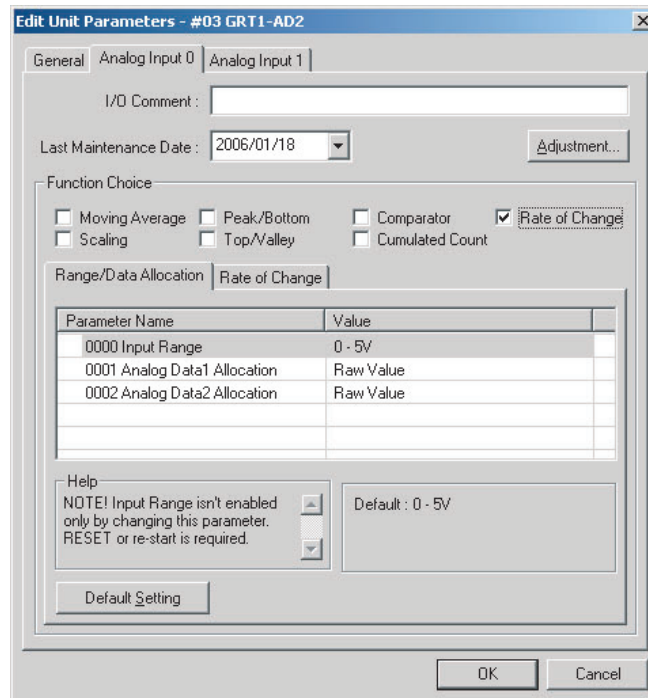 Edit Unit Parameters - #03 GRT1-AD2
General Analog Input 0 Analog Input 1
I/O Comment :
Last Maintenance Date : 2006/01/18 Adjustment...
Function Choice
Moving Average Peak/Bottom Comparator Rate of Change
Scaling Top/Valley Cumulated Count
Range/Data Allocation Rate of Change
Parameter Name Value
0000 Input Range 0 - 5V
0001 Analog Data1 Allocation Raw Value
0002 Analog Data2 Allocation Raw Value
Help
NOTE! Input Range isn't enabled
only by changing this parameter.
RESET or re-start is required.
Default : 0 - 5V
Default Setting
OK Cancel